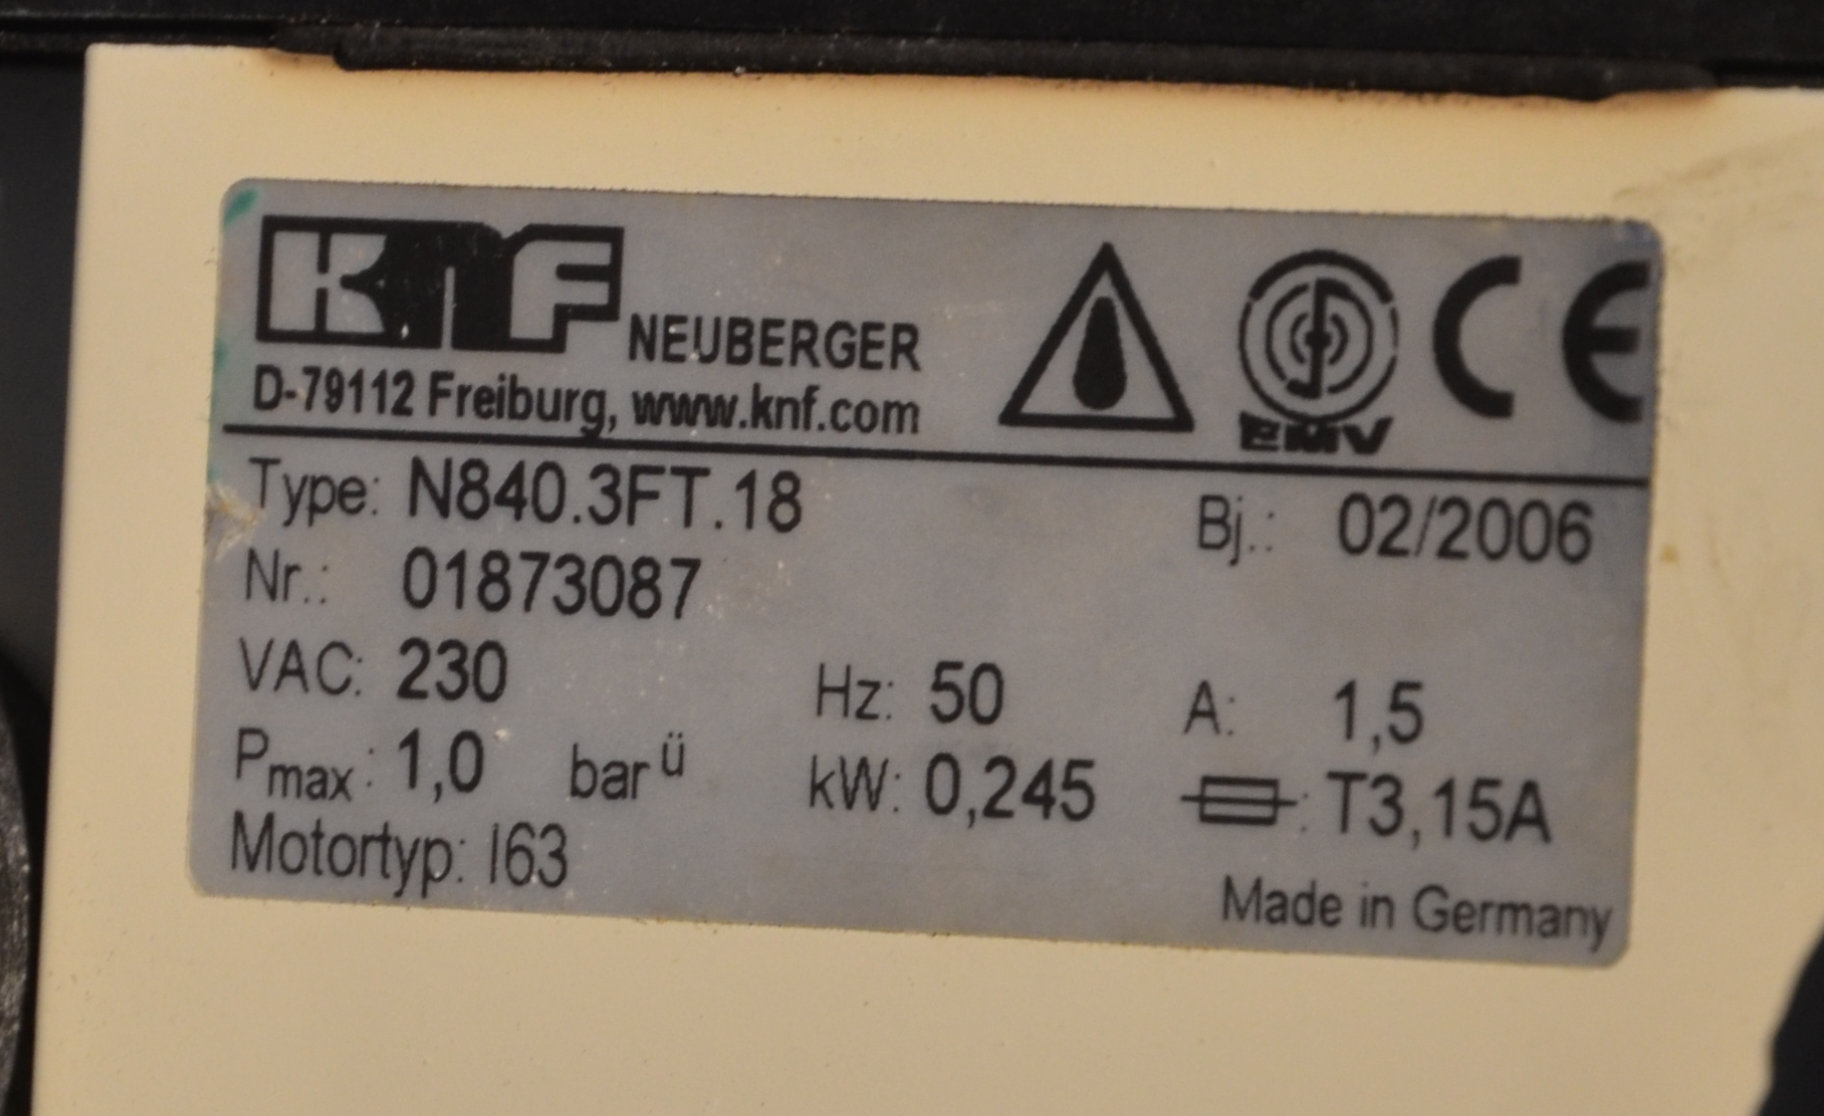 KNF NEUBERGER
D-79112 Freiburg, www.knf.com
EMV
CE
Type: N840.3FT.18 Bj.: 02/2006
Nr.: 01873087
VAC: 230 Hz: 50 A: 1,5
Pmax: 1,0 bar ü kW: 0,245 : T3,15A
Motortyp: I63
Made in Germany